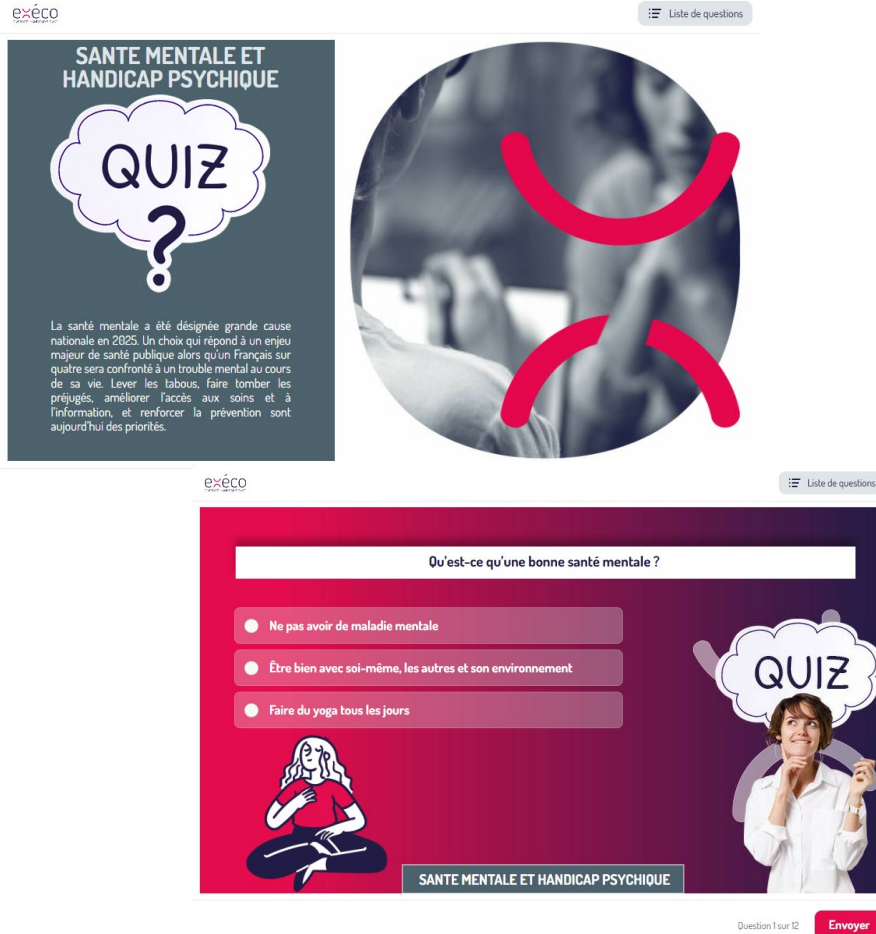 exéco
Liste de questions
SANTE MENTALE ET
HANDICAP PSYCHIQUE
QUIZ
?
La santé mentale a été désignée grande cause
nationale en 2025. Un choix qui répond à un enjeu
majeur de santé publique alors qu'un Français sur
quatre sera confronté à un trouble mental au cours
de sa vie. Lever les tabous, faire tomber les
préjugés, améliorer l'accès aux soins et à
l'information, et renforcer la prévention sont
aujourd'hui des priorités.
exéco
Liste de questions
Qu'est-ce qu'une bonne santé mentale ?
Ne pas avoir de maladie mentale
Être bien avec soi-même, les autres et son environnement
Faire du yoga tous les jours
QUIZ
SANTE MENTALE ET HANDICAP PSYCHIQUE
Question 1 sur 12
Envoyer